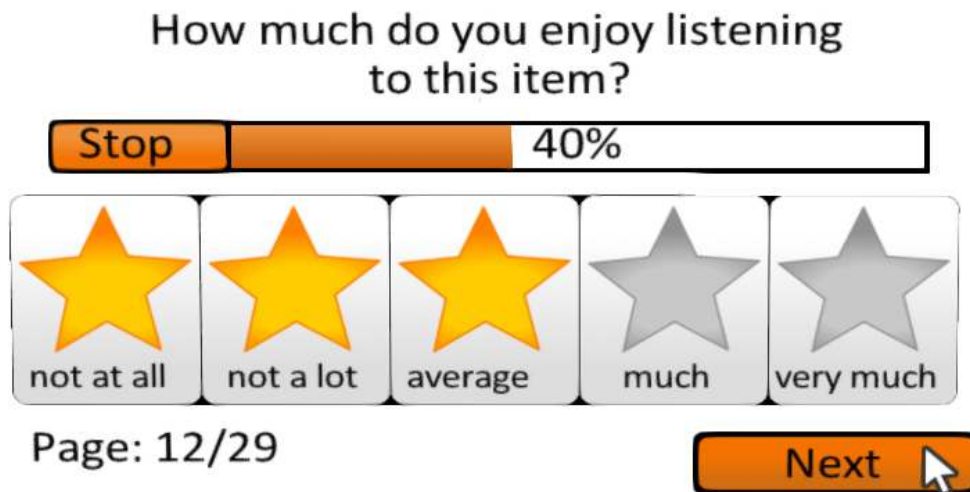 How much do you enjoy listening
to this item?
Stop 40%
not at all not a lot average much very much
Page: 12/29
Next